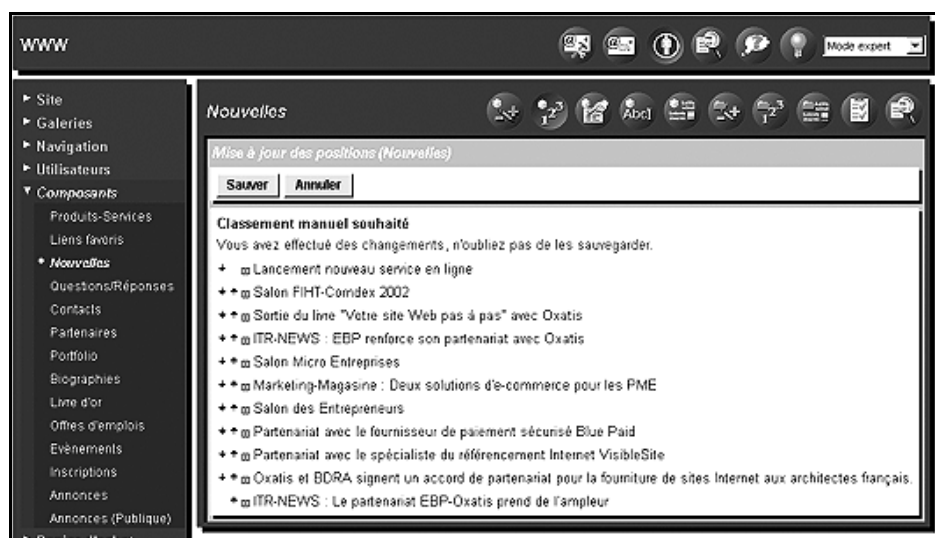 www
Mode expert
Site
Galeries
Navigation
Utilisateurs
Composants
Produits-Services
Liens favoris
Nouvelles
Questions/Réponses
Contacts
Partenaires
Portfolio
Biographies
Livre d'or
Offres d'emplois
Evènements
Inscriptions
Annonces
Annonces (Publique)
Nouvelles
Abc
Mise à jour des positions (Nouvelles)
Sauver Annuler
Classement manuel souhaité
Vous avez effectué des changements, n'oubliez pas de les sauvegarder.
Lancement nouveau service en ligne
Salon FIHT-Comdex 2002
Sortie du livre "Votre site Web pas à pas" avec Oxatis
ITR-NEWS : EBP renforce son partenariat avec Oxatis
Salon Micro Entreprises
Marketing-Magasine : Deux solutions d'e-commerce pour les PME
Salon des Entrepreneurs
Partenariat avec le fournisseur de paiement sécurisé Blue Paid
Partenariat avec le spécialiste du référencement Internet VisibleSite
Oxatis et BDRA signent un accord de partenariat pour la fourniture de sites Internet aux architectes français.
ITR-NEWS : Le partenariat EBP-Oxatis prend de l'ampleur